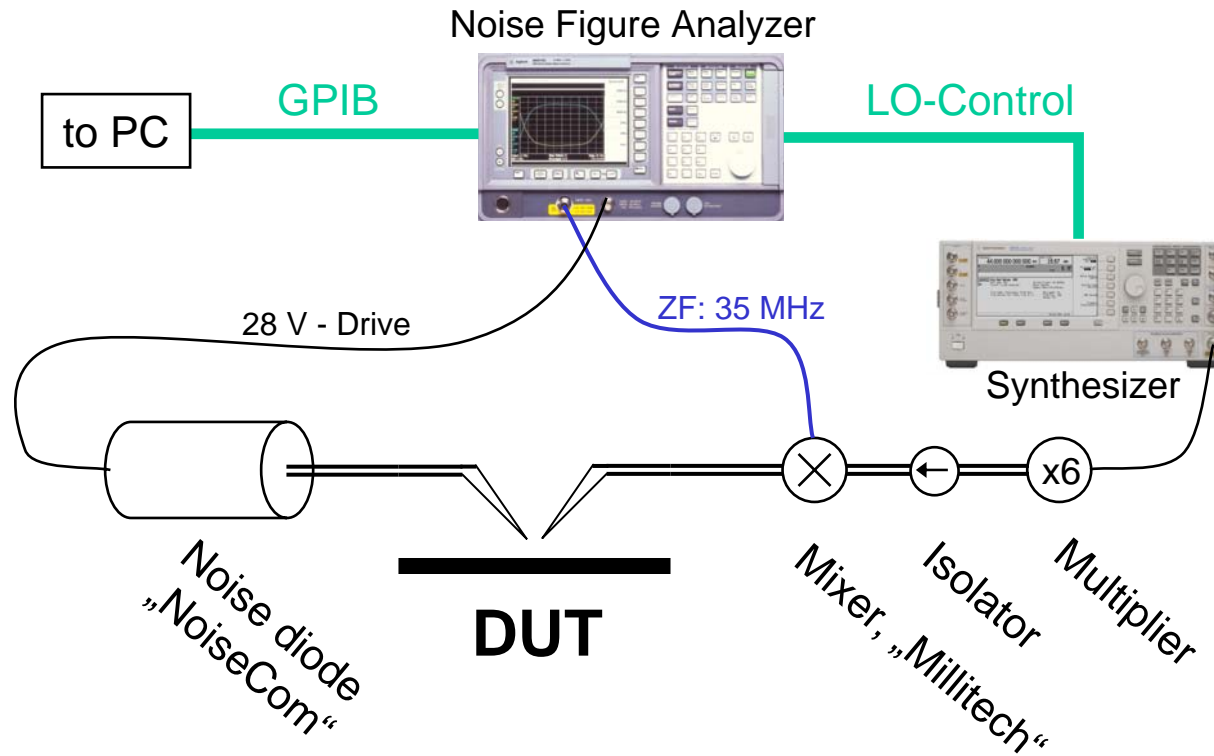 Noise Figure Analyzer
GPIB
LO-Control
to PC
28 V - Drive
ZF: 35 MHz
Synthesizer
x6
Noise diode
„NoiseCom“
DUT
Mixer, „Millitech“
Isolator
Multiplier